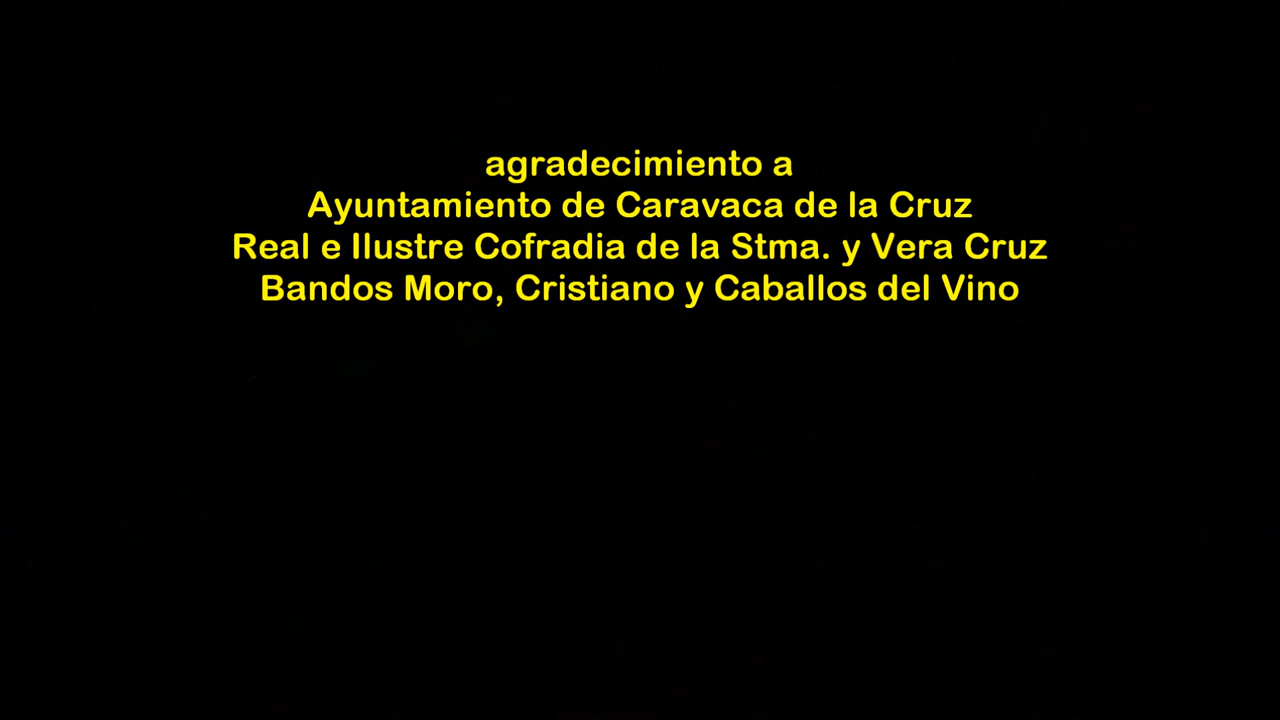 agradecimiento a
Ayuntamiento de Caravaca de la Cruz
Real e Ilustre Cofradia de la Stma. y Vera Cruz
Bandos Moro, Cristiano y Caballos del Vino